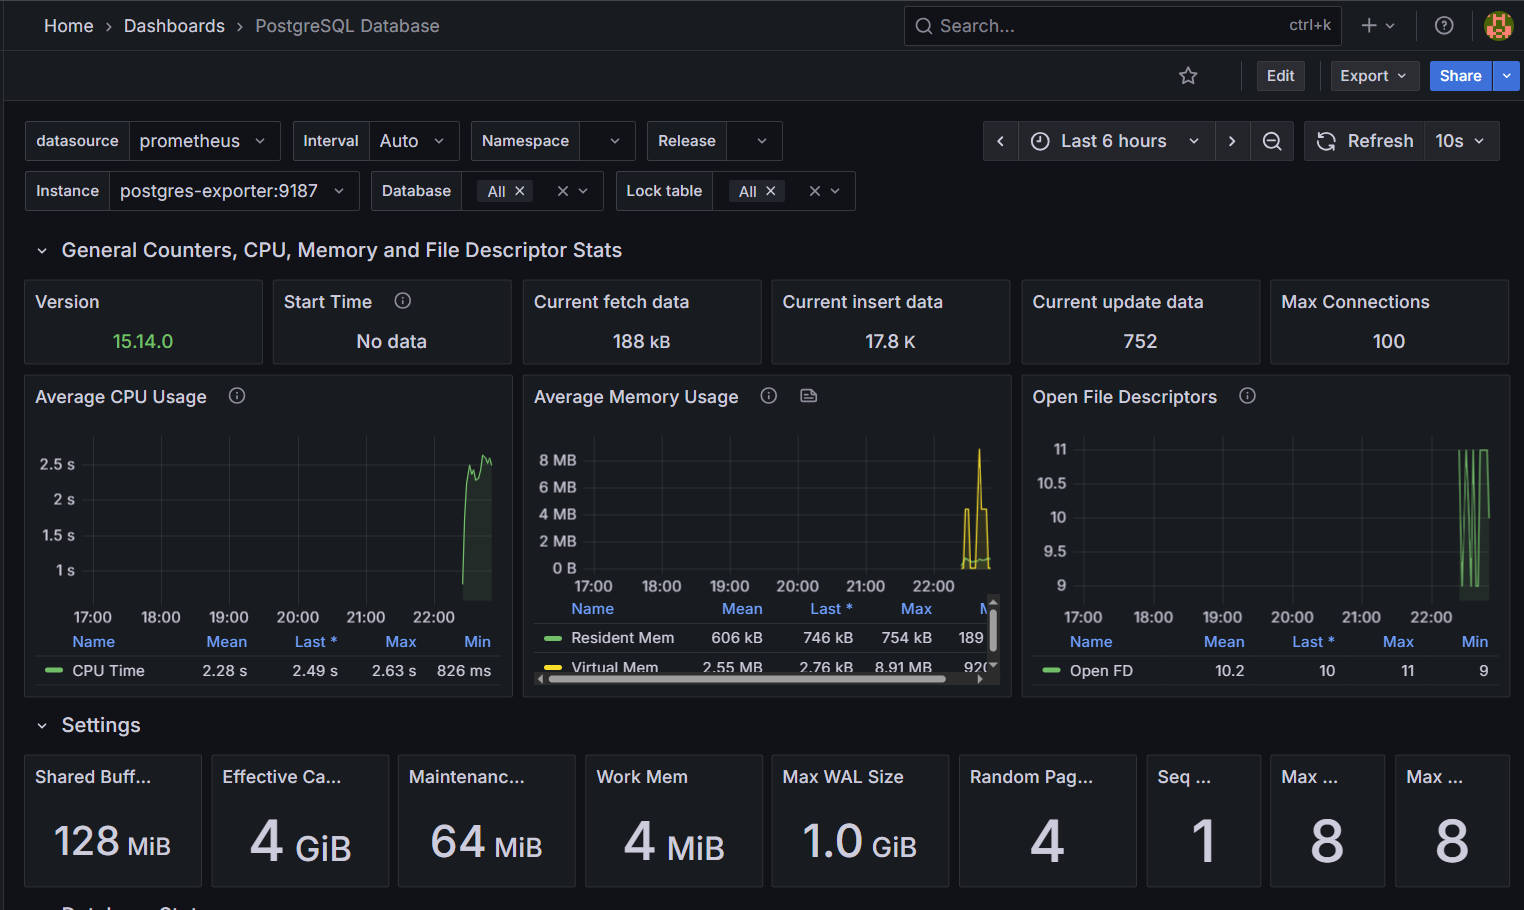 Home › Dashboards › PostgreSQL Database
Search... ctrl+k
Edit Export Share
datasource prometheus Interval Auto Namespace Release Last 6 hours Refresh 10s
Instance postgres-exporter:9187 Database All Lock table All
General Counters, CPU, Memory and File Descriptor Stats
Version
15.14.0
Start Time
No data
Current fetch data
188 kB
Current insert data
17.8 K
Current update data
752
Max Connections
100
Average CPU Usage
2.5 s
2 s
1.5 s
1 s
17:00 18:00 19:00 20:00 21:00 22:00
Name Mean Last * Max Min
CPU Time 2.28 s 2.49 s 2.63 s 826 ms
Average Memory Usage
8 MB
6 MB
4 MB
2 MB
0 B
17:00 18:00 19:00 20:00 21:00 22:00
Name Mean Last * Max
Resident Mem 606 kB 746 kB 754 kB 189
Virtual Mem 2.55 MB 2.76 kB 8.91 MB
Open File Descriptors
11
10.5
10
9.5
9
17:00 18:00 19:00 20:00 21:00 22:00
Name Mean Last * Max Min
Open FD 10.2 10 11 9
Settings
Shared Buff...
128 MiB
Effective Ca...
4 GiB
Maintenanc...
64 MiB
Work Mem
4 MiB
Max WAL Size
1.0 GiB
Random Pag...
4
Seq ...
1
Max ...
8
Max ...
8